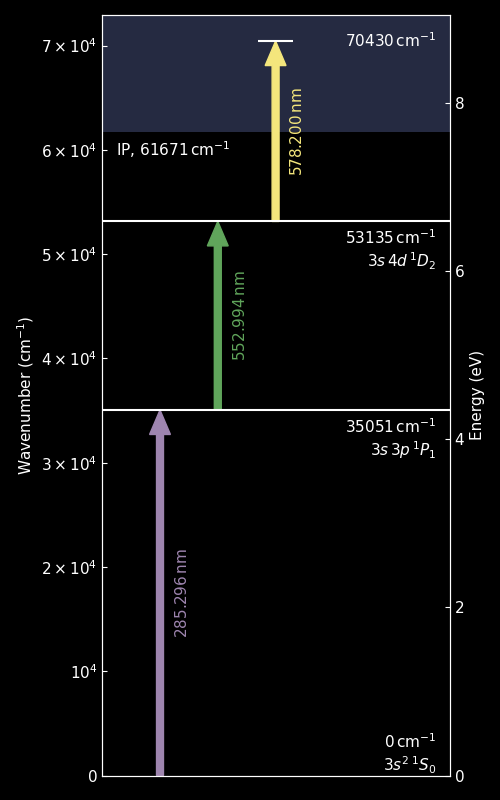 7 × 10⁴
70430 cm⁻¹
8
578.200 nm
6 × 10⁴
IP, 61671 cm⁻¹
53135 cm⁻¹
3s 4d ¹D₂
5 × 10⁴
6
552.994 nm
4 × 10⁴
Wavenumber (cm⁻¹)
Energy (eV)
35051 cm⁻¹
3s 3p ¹P₁
4
3 × 10⁴
285.296 nm
2 × 10⁴
2
10⁴
0 cm⁻¹
3s² ¹S₀
0
0